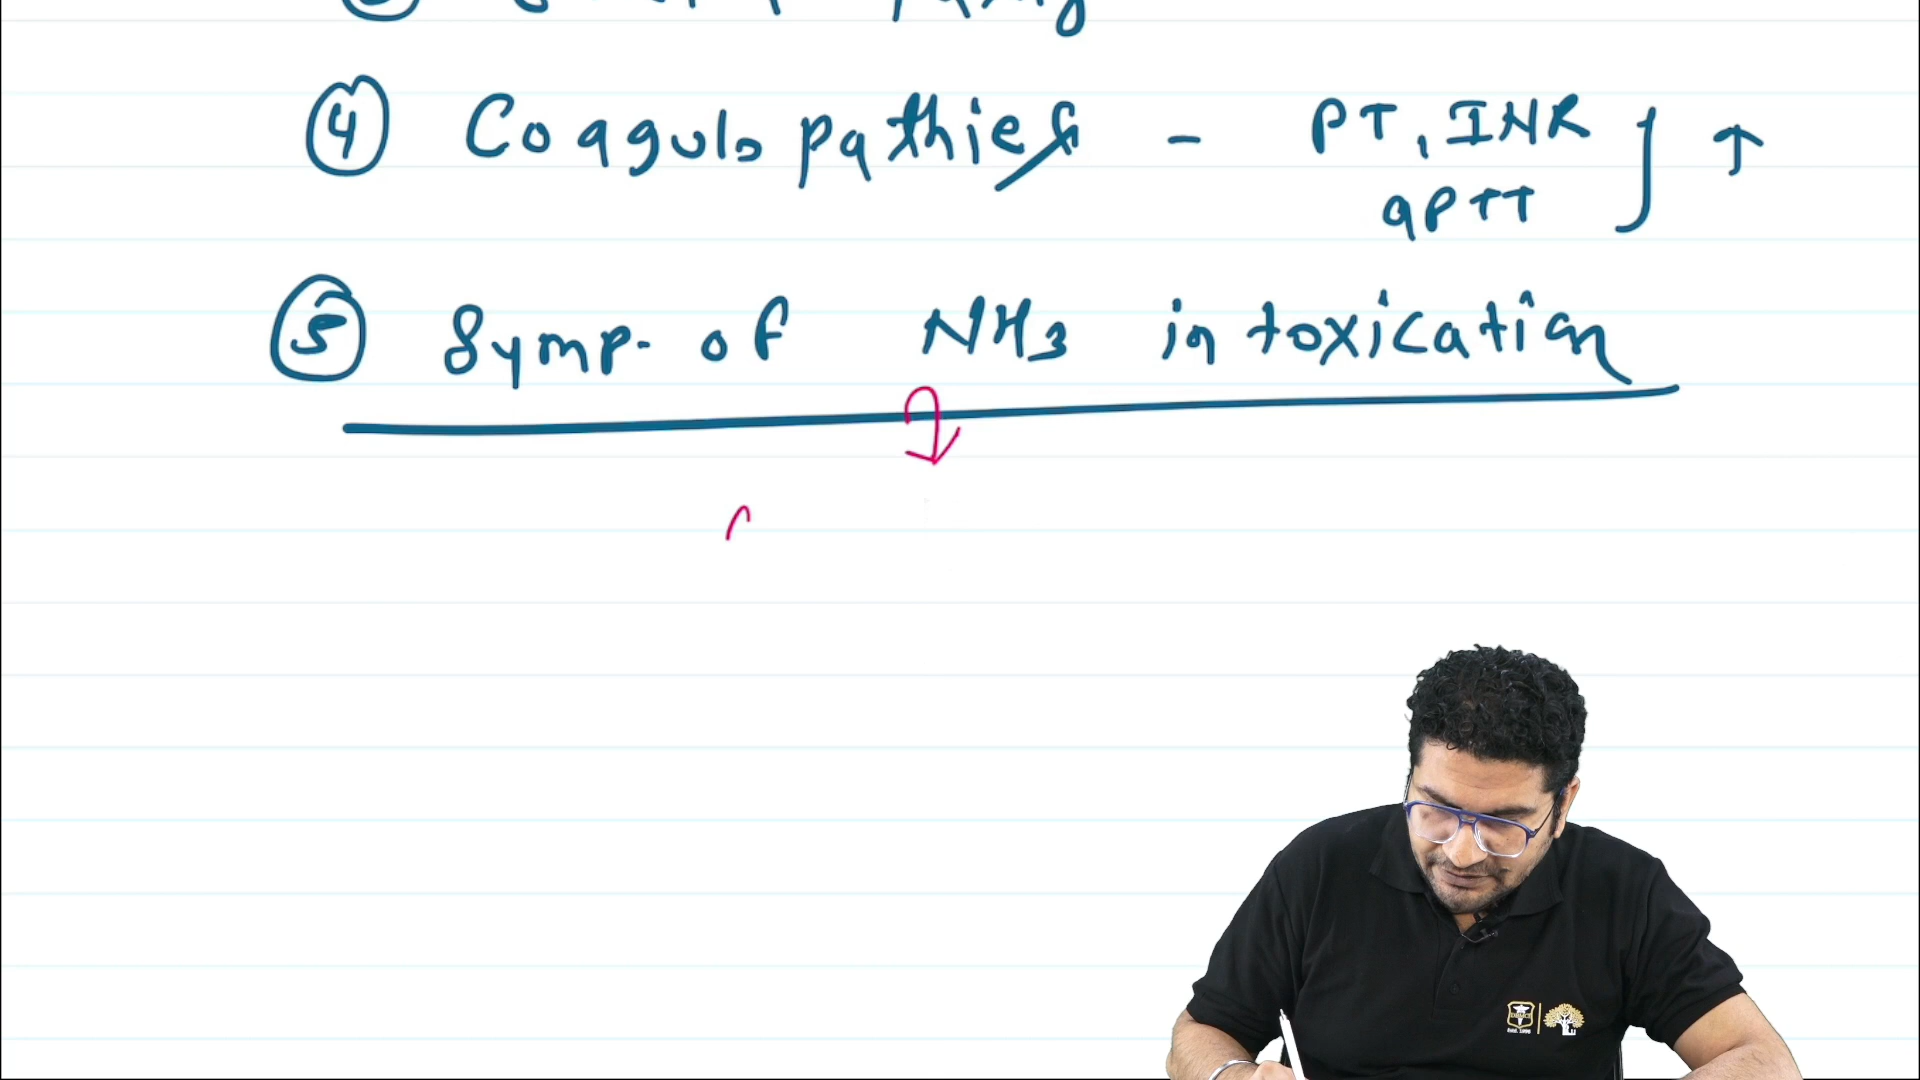 ④ Coagulopathies - PT, INR ] ↑
aPTT
⑤ Symp. of NH3 intoxication